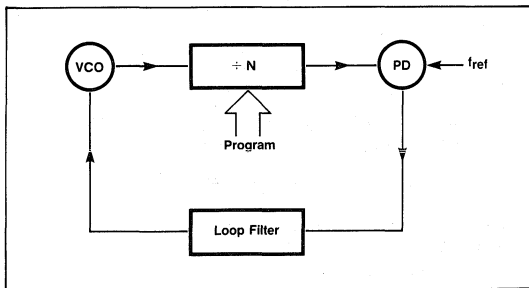 VCO
÷ N
PD
fref
Program
Loop Filter